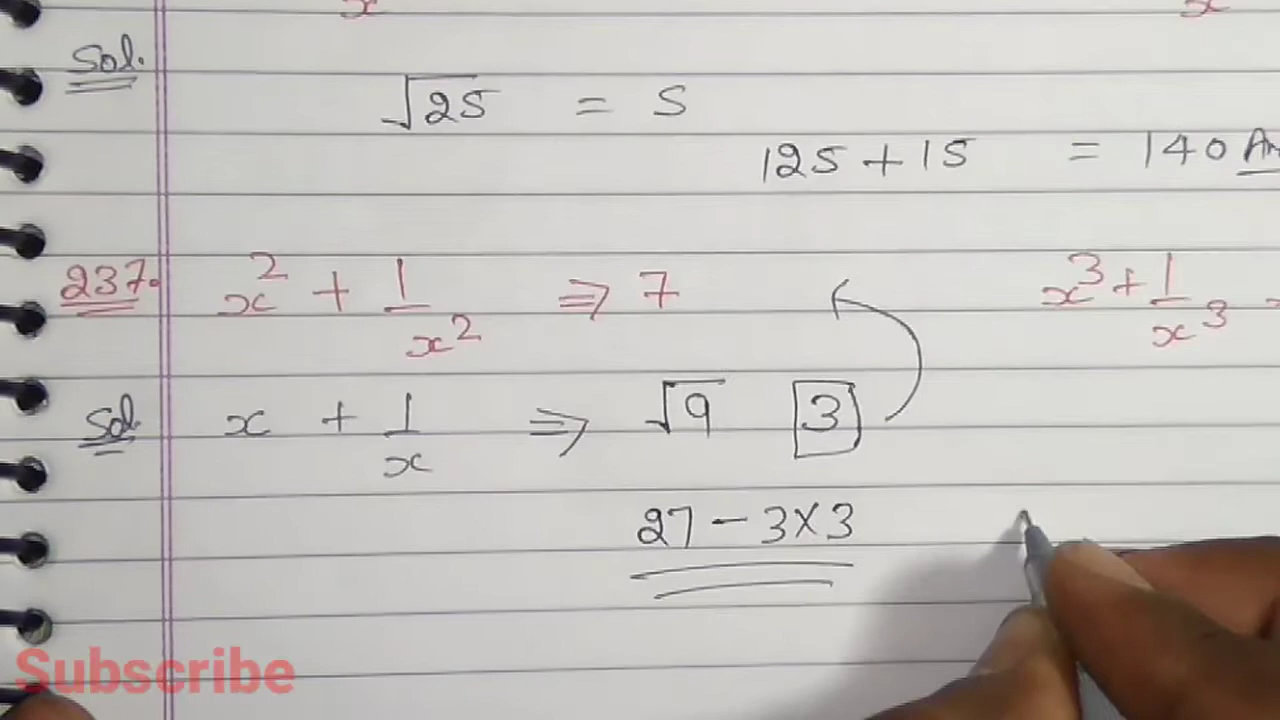 x x
Sol.
√25 = 5
125 + 15 = 140
237. x² + 1/x² ⇒ 7 x³ + 1/x³ =
Sol. x + 1/x ⇒ √9 3
27 - 3×3
Subscribe